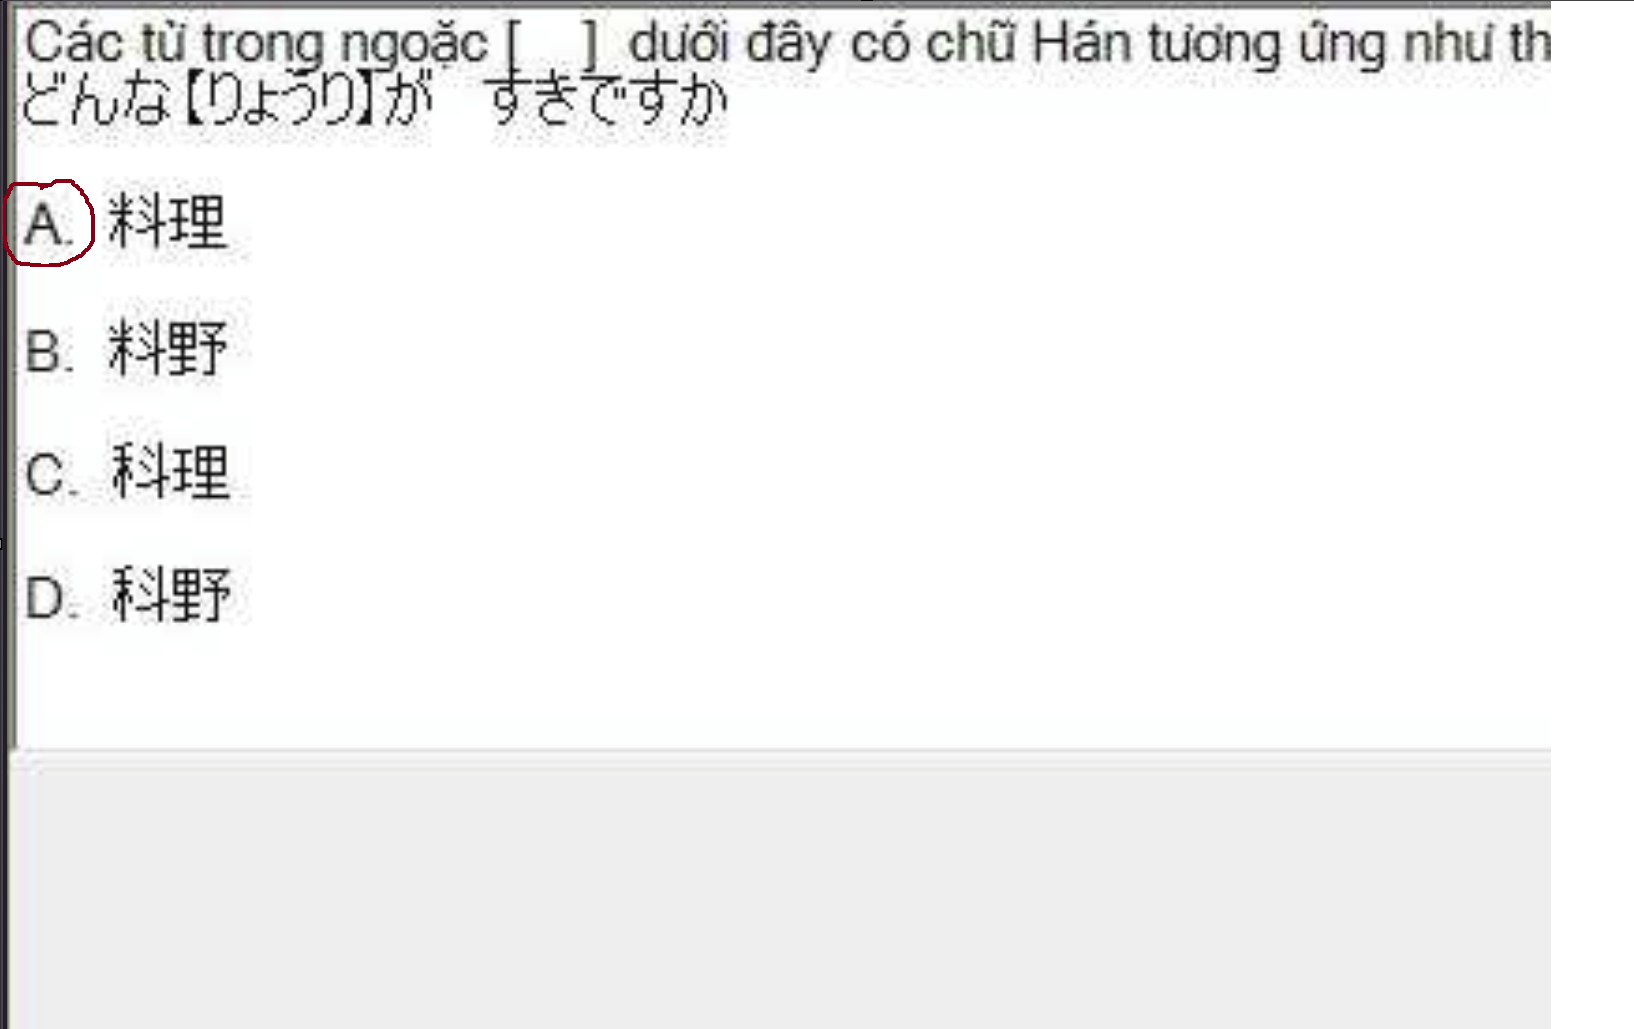 Các từ trong ngoặc [ ] dưới đây có chữ Hán tương ứng như th
どんな【りょうり】が すきですか
A. 料理
B. 料野
C. 科理
D. 科野